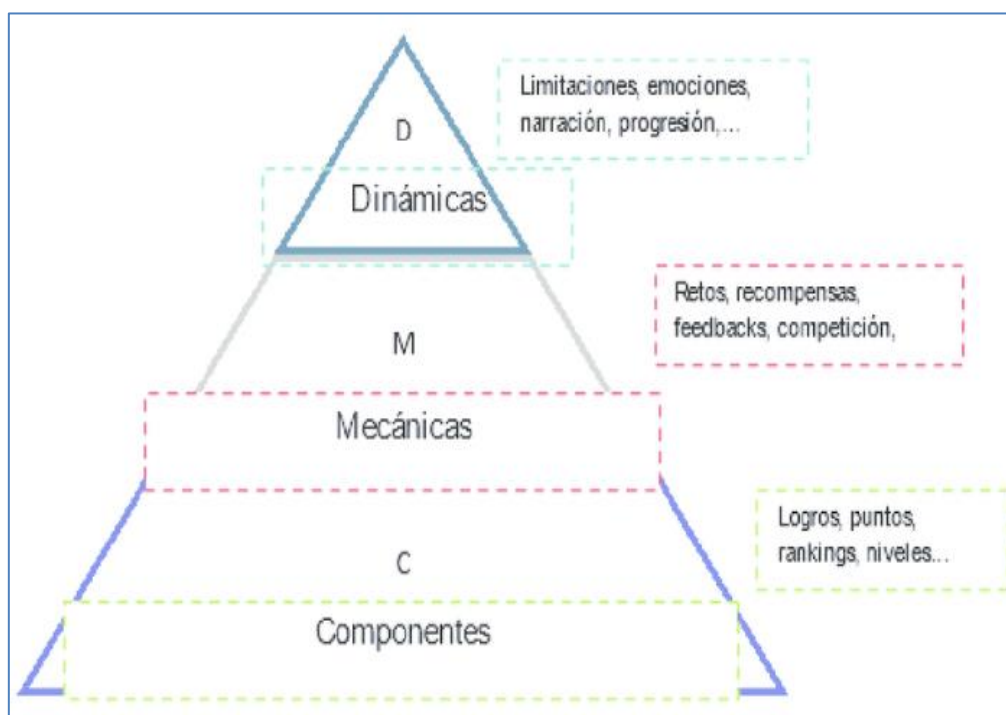 D
Dinámicas
Limitaciones, emociones,
narración, progresión,...
M
Mecánicas
Retos, recompensas,
feedbacks, competición,
C
Componentes
Logros, puntos,
rankings, niveles...